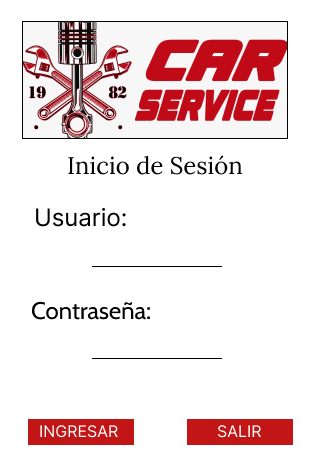 CAR
SERVICE
19 82
Inicio de Sesión
Usuario:
Contraseña:
INGRESAR SALIR